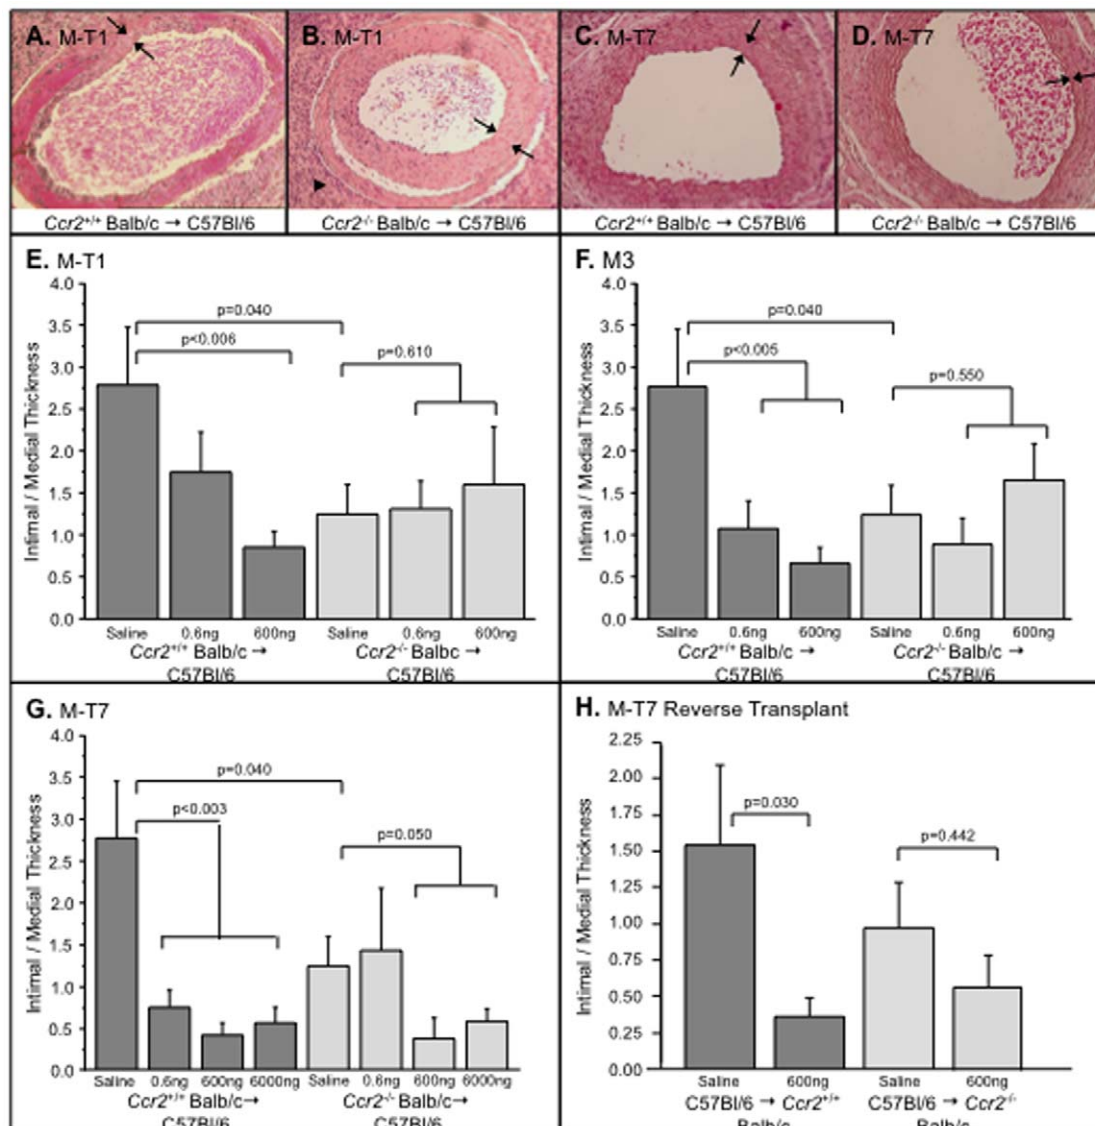 A. M-T1
B. M-T1
C. M-T7
D. M-T7
Ccr2+/+ Balb/c → C57Bl/6
Ccr2-/- Balb/c → C57Bl/6
Ccr2+/+ Balb/c → C57Bl/6
Ccr2-/- Balb/c → C57Bl/6
E. M-T1
Intimal / Medial Thickness
4.0
3.5
3.0
2.5
2.0
1.5
1.0
0.5
0.0
p=0.040
p<0.006
p=0.610
Saline 0.6ng 600ng Saline 0.6ng 600ng
Ccr2+/+ Balb/c → Ccr2-/- Balbc →
C57Bl/6 C57Bl/6
F. M3
Intimal / Medial Thickness
4.0
3.5
3.0
2.5
2.0
1.5
1.0
0.5
0.0
p=0.040
p<0.005
p=0.550
Saline 0.6ng 600ng Saline 0.6ng 600ng
Ccr2+/+ Balb/c → Ccr2-/- Balb/c →
C57Bl/6 C57Bl/6
G. M-T7
Intimal / Medial Thickness
4.0
3.5
3.0
2.5
2.0
1.5
1.0
0.5
0.0
p=0.040
p<0.003
p=0.050
Saline 0.6ng 600ng 6000ng Saline 0.6ng 600ng 6000ng
Ccr2+/+ Balb/c→ Ccr2-/- Balb/c→
C57Bl/6 C57Bl/6
H. M-T7 Reverse Transplant
Intimal / Medial Thickness
2.25
2.00
1.75
1.50
1.25
1.00
0.75
0.50
0.25
0.00
p=0.030
p=0.442
Saline 600ng Saline 600ng
C57Bl/6 → Ccr2+/+ C57Bl/6 → Ccr2-/-
Balb/c Balb/c